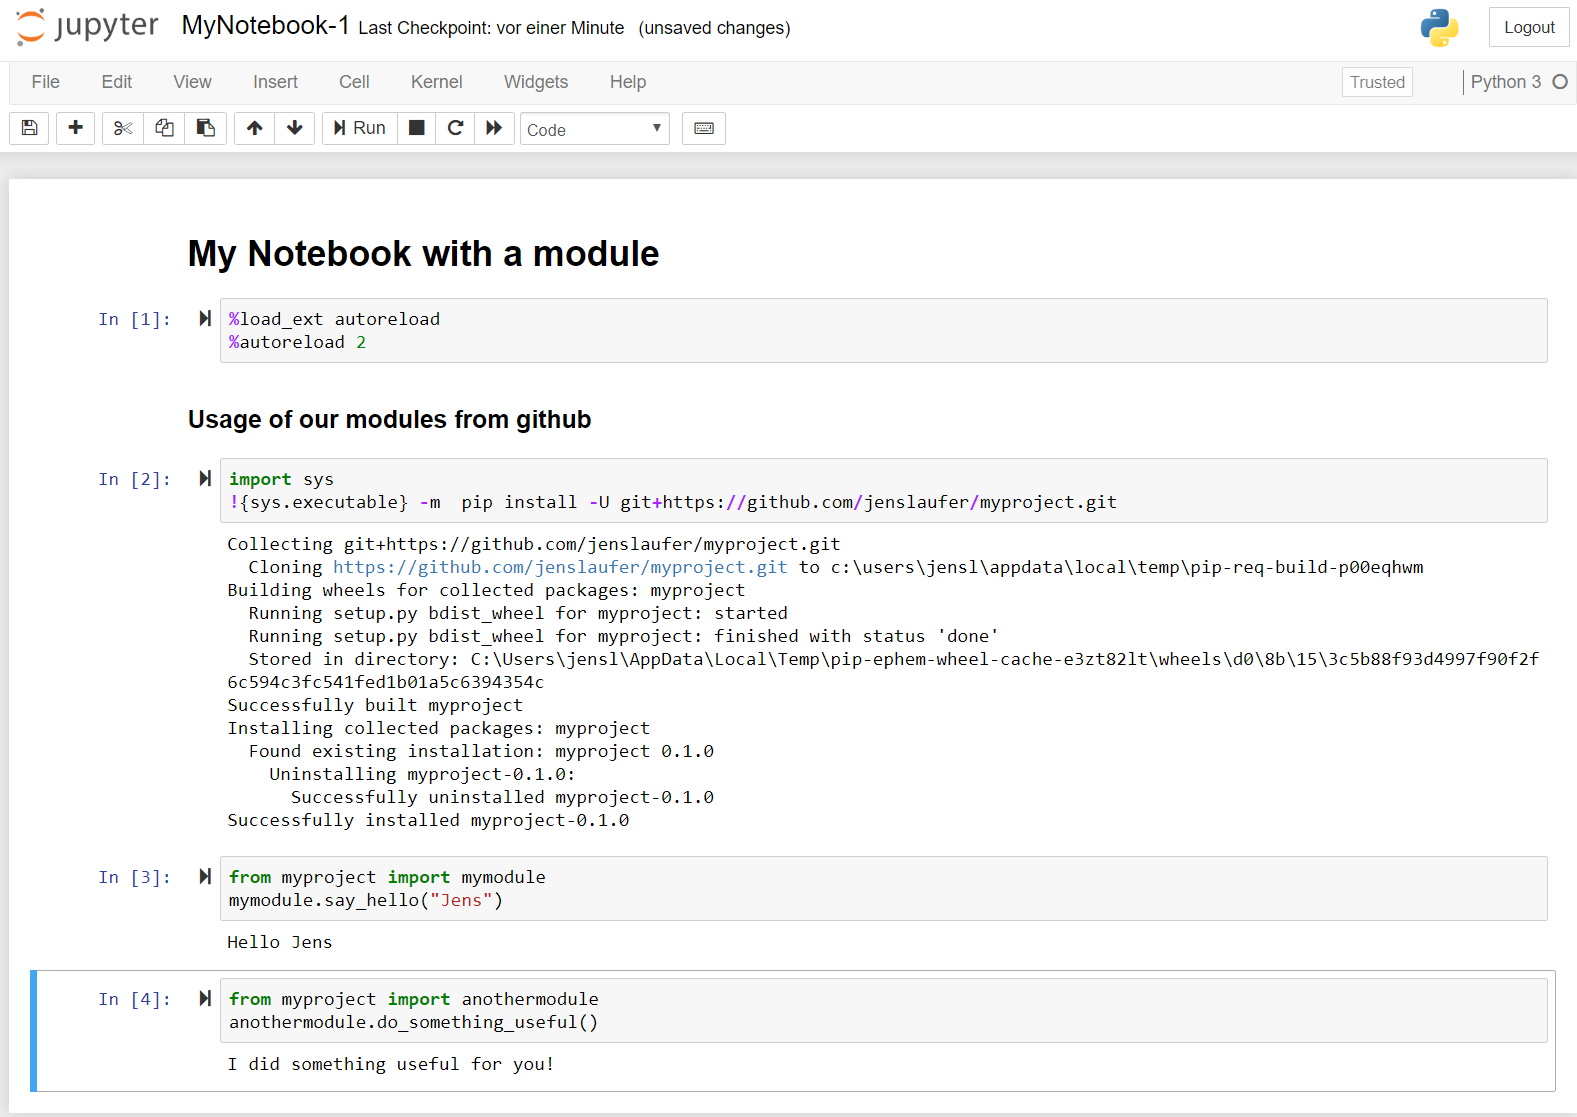 jupyter MyNotebook-1 Last Checkpoint: vor einer Minute (unsaved changes) Logout
File Edit View Insert Cell Kernel Widgets Help Trusted Python 3
Run Code
My Notebook with a module
In [1]: %load_ext autoreload
%autoreload 2
Usage of our modules from github
In [2]: import sys
!{sys.executable} -m  pip install -U git+https://github.com/jenslaufer/myproject.git
Collecting git+https://github.com/jenslaufer/myproject.git
  Cloning https://github.com/jenslaufer/myproject.git to c:\users\jensl\appdata\local\temp\pip-req-build-p00eqhwm
Building wheels for collected packages: myproject
  Running setup.py bdist_wheel for myproject: started
  Running setup.py bdist_wheel for myproject: finished with status 'done'
  Stored in directory: C:\Users\jensl\AppData\Local\Temp\pip-ephem-wheel-cache-e3zt82lt\wheels\d0\8b\15\3c5b88f93d4997f90f2f
6c594c3fc541fed1b01a5c6394354c
Successfully built myproject
Installing collected packages: myproject
  Found existing installation: myproject 0.1.0
    Uninstalling myproject-0.1.0:
      Successfully uninstalled myproject-0.1.0
Successfully installed myproject-0.1.0
In [3]: from myproject import mymodule
mymodule.say_hello("Jens")
Hello Jens
In [4]: from myproject import anothermodule
anothermodule.do_something_useful()
I did something useful for you!